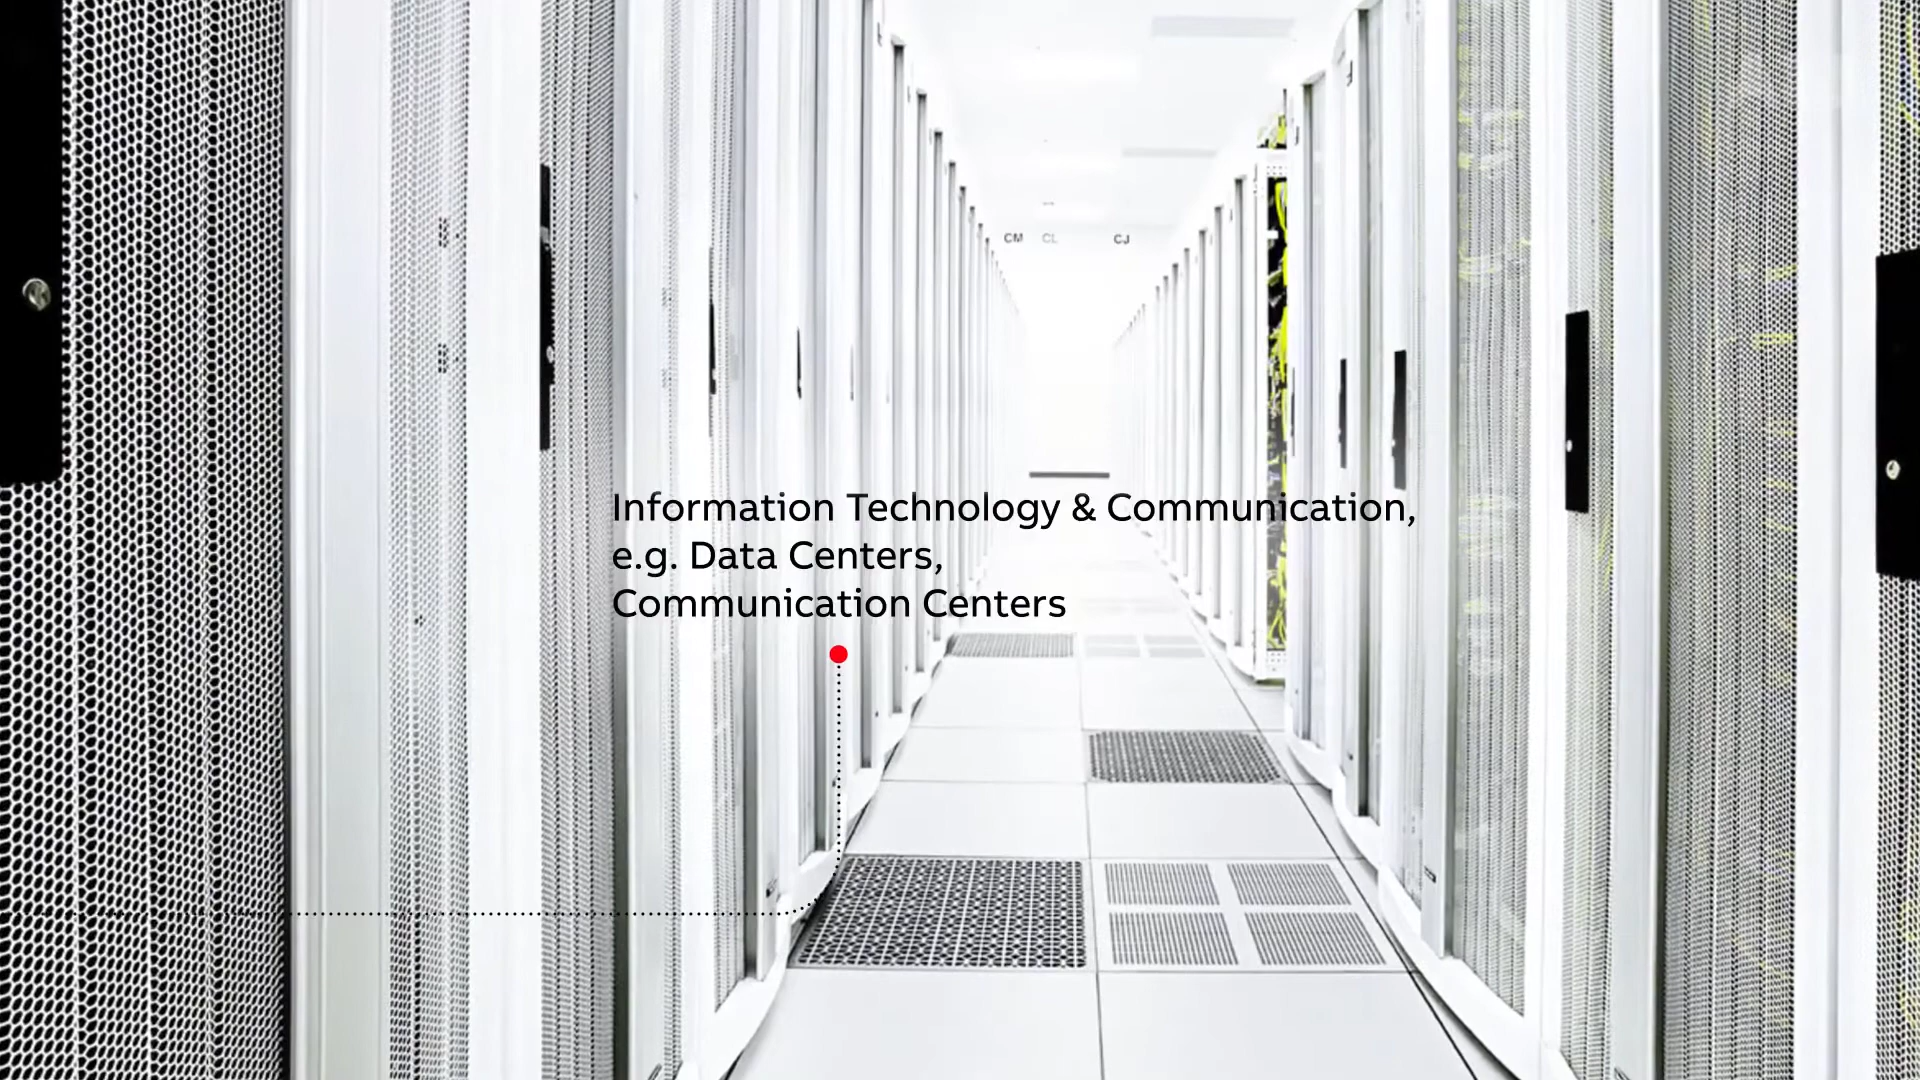 CM CL CJ
Information Technology & Communication,
e.g. Data Centers,
Communication Centers